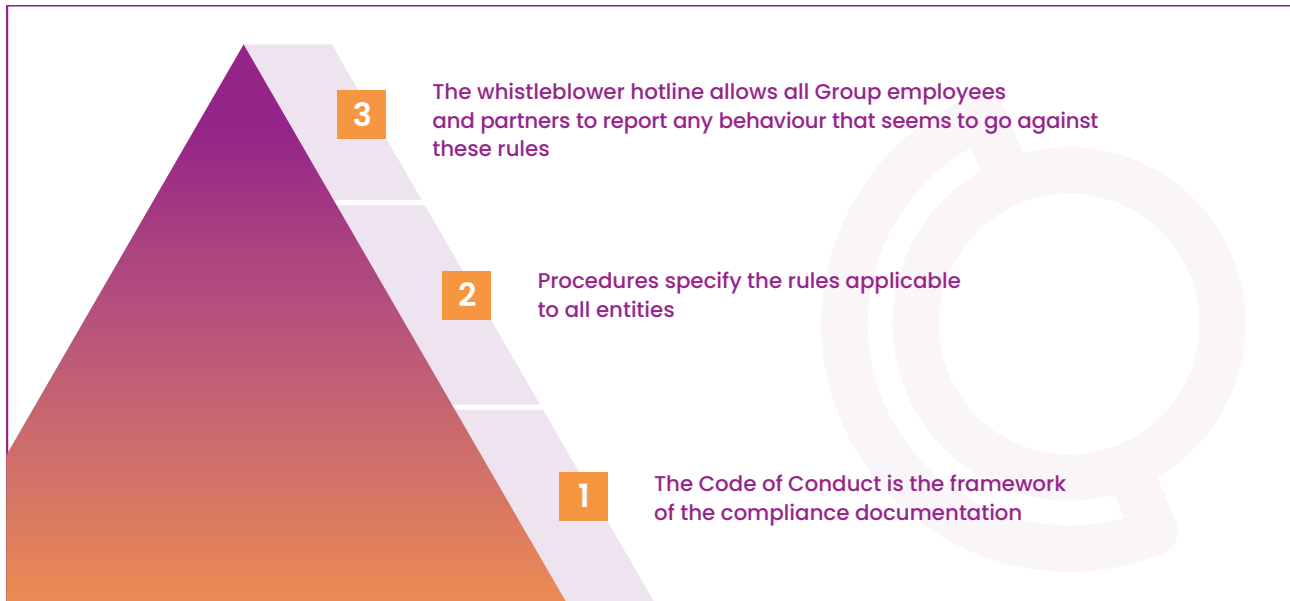 3
The whistleblower hotline allows all Group employees
and partners to report any behaviour that seems to go against
these rules
2
Procedures specify the rules applicable
to all entities
1
The Code of Conduct is the framework
of the compliance documentation